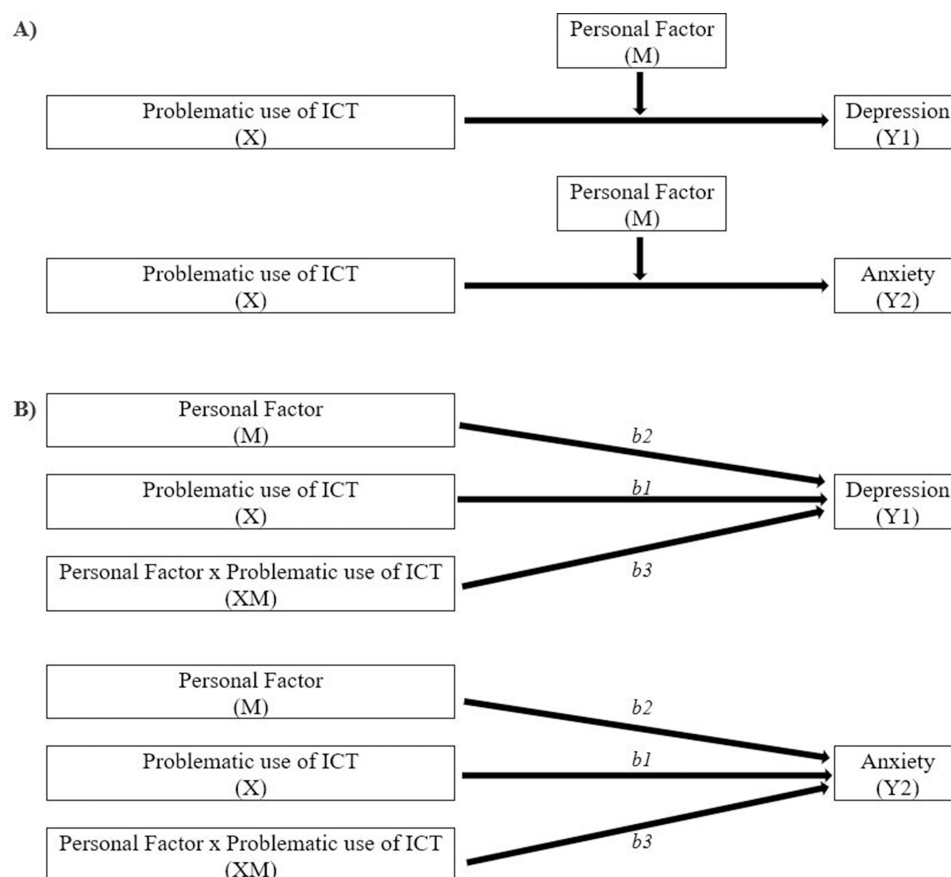 A)
Personal Factor
(M)
Problematic use of ICT
(X)
Depression
(Y1)
Personal Factor
(M)
Problematic use of ICT
(X)
Anxiety
(Y2)
B)
Personal Factor
(M)
b2
Problematic use of ICT
(X)
b1
Depression
(Y1)
Personal Factor x Problematic use of ICT
(XM)
b3
Personal Factor
(M)
b2
Problematic use of ICT
(X)
b1
Anxiety
(Y2)
Personal Factor x Problematic use of ICT
(XM)
b3